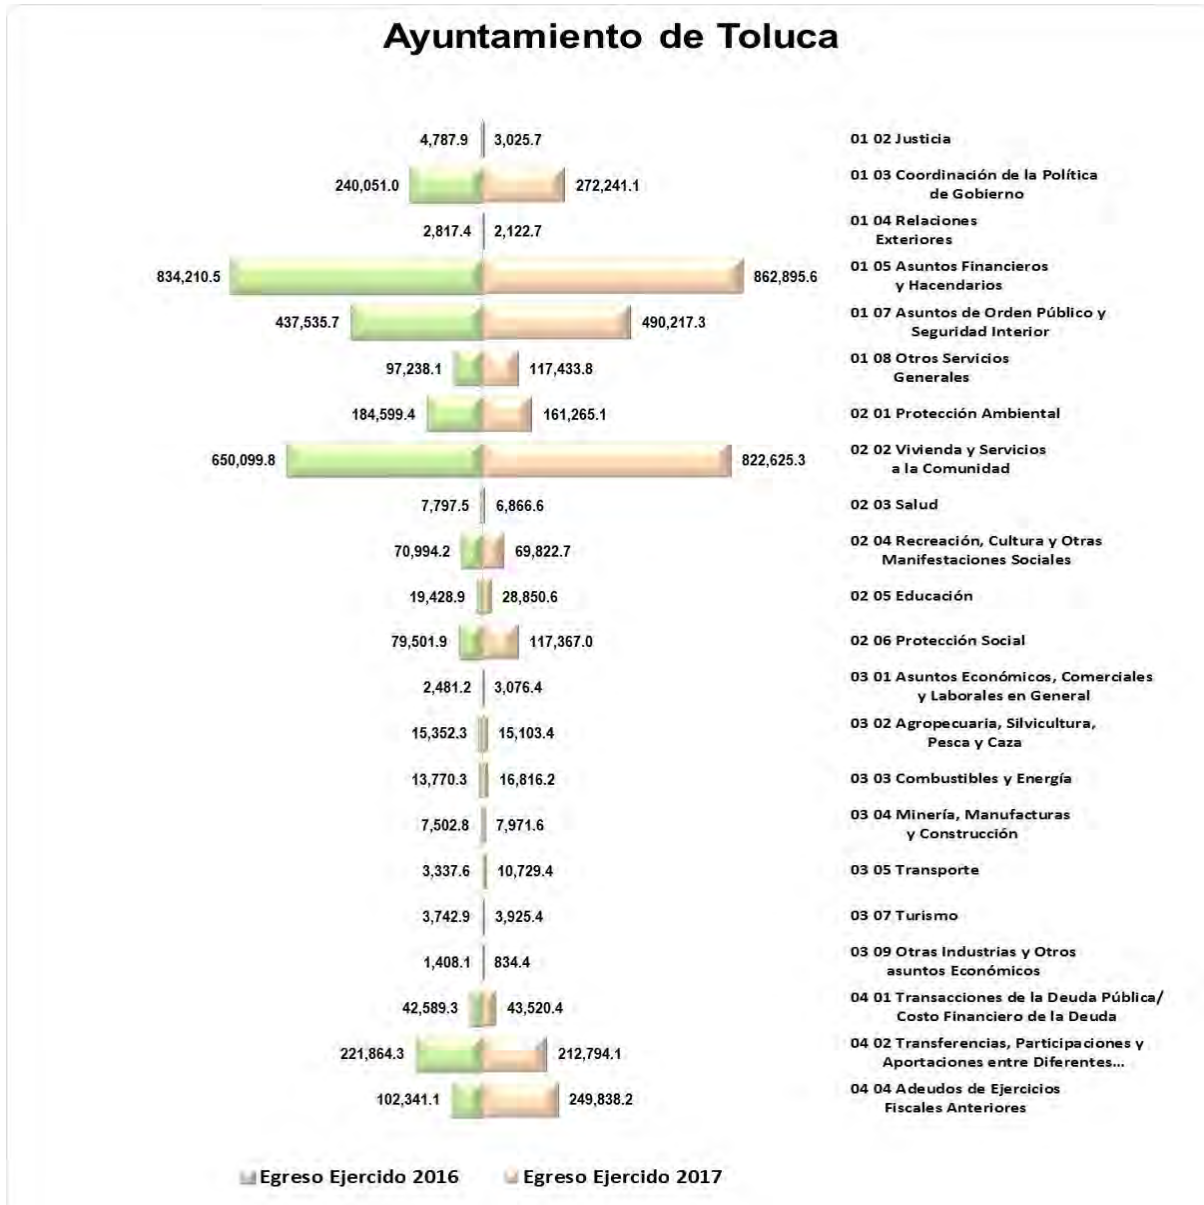 Ayuntamiento de Toluca
4,787.9 3,025.7 01 02 Justicia
240,051.0 272,241.1 01 03 Coordinación de la Política
de Gobierno
2,817.4 2,122.7 01 04 Relaciones
Exteriores
834,210.5 862,895.6 01 05 Asuntos Financieros
y Hacendarios
437,535.7 490,217.3 01 07 Asuntos de Orden Público y
Seguridad Interior
97,238.1 117,433.8 01 08 Otros Servicios
Generales
184,599.4 161,265.1 02 01 Protección Ambiental
650,099.8 822,625.3 02 02 Vivienda y Servicios
a la Comunidad
7,797.5 6,866.6 02 03 Salud
70,994.2 69,822.7 02 04 Recreación, Cultura y Otras
Manifestaciones Sociales
19,428.9 28,850.6 02 05 Educación
79,501.9 117,367.0 02 06 Protección Social
2,481.2 3,076.4 03 01 Asuntos Económicos, Comerciales
y Laborales en General
15,352.3 15,103.4 03 02 Agropecuaria, Silvicultura,
Pesca y Caza
13,770.3 16,816.2 03 03 Combustibles y Energía
7,502.8 7,971.6 03 04 Minería, Manufacturas
y Construcción
3,337.6 10,729.4 03 05 Transporte
3,742.9 3,925.4 03 07 Turismo
1,408.1 834.4 03 09 Otras Industrias y Otros
asuntos Económicos
42,589.3 43,520.4 04 01 Transacciones de la Deuda Pública/
Costo Financiero de la Deuda
221,864.3 212,794.1 04 02 Transferencias, Participaciones y
Aportaciones entre Diferentes...
102,341.1 249,838.2 04 04 Adeudos de Ejercicios
Fiscales Anteriores
Egreso Ejercido 2016 Egreso Ejercido 2017